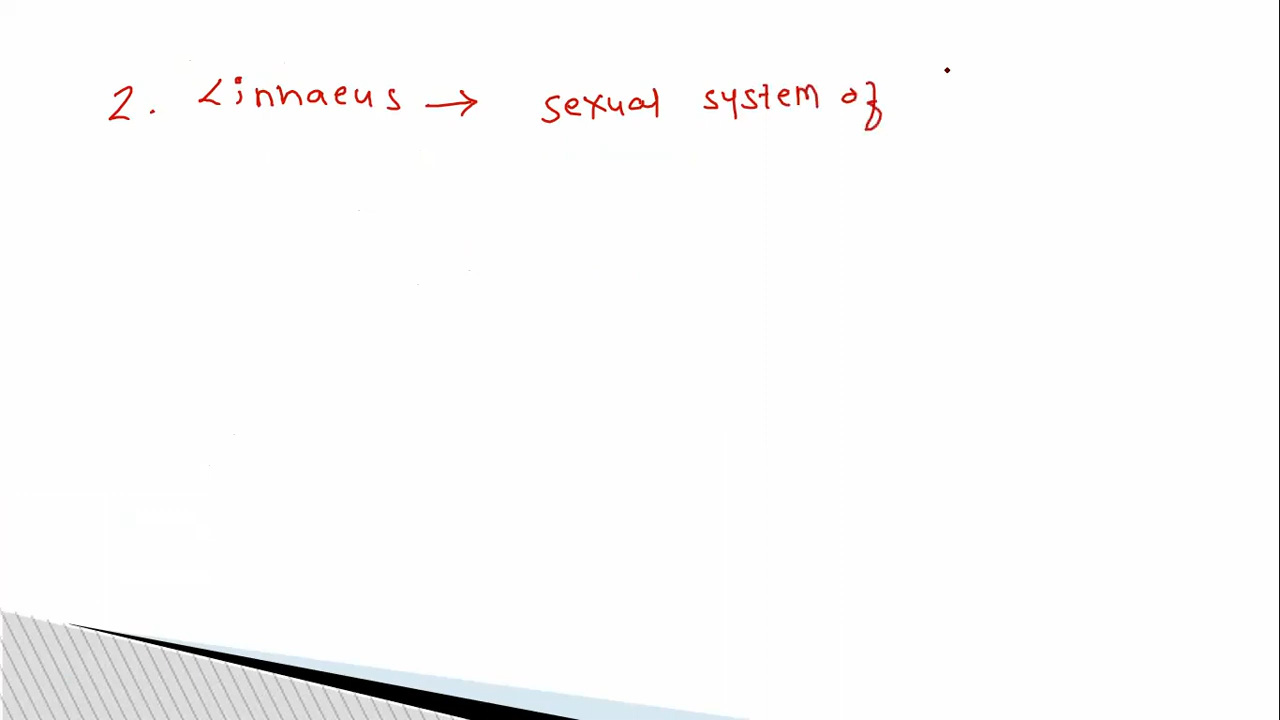 2. Linnaeus → sexual system of